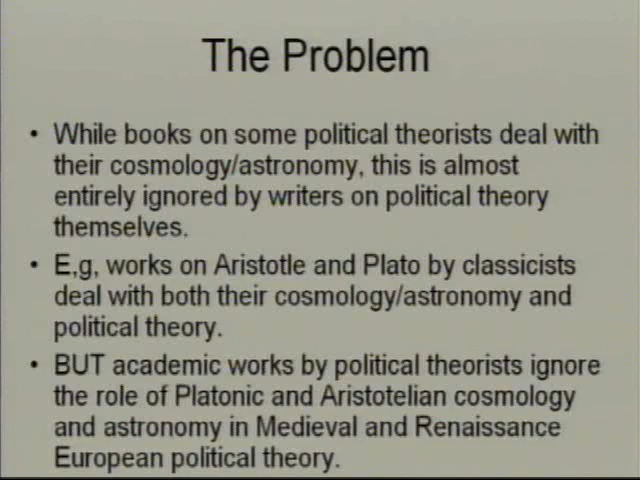 The Problem
• While books on some political theorists deal with
their cosmology/astronomy, this is almost
entirely ignored by writers on political theory
themselves.
• E,g, works on Aristotle and Plato by classicists
deal with both their cosmology/astronomy and
political theory.
• BUT academic works by political theorists ignore
the role of Platonic and Aristotelian cosmology
and astronomy in Medieval and Renaissance
European political theory.